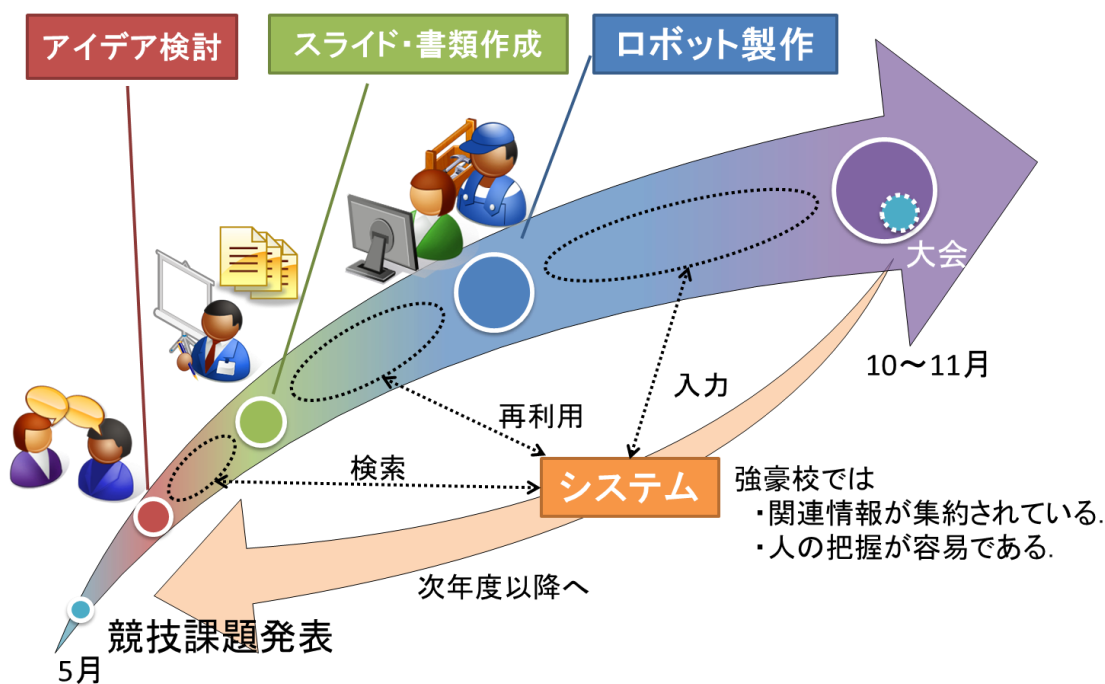 アイデア検討
スライド・書類作成
ロボット製作
大会
10～11月
入力
再利用
検索
システム
強豪校では
・関連情報が集約されている.
・人の把握が容易である.
次年度以降へ
競技課題発表
5月